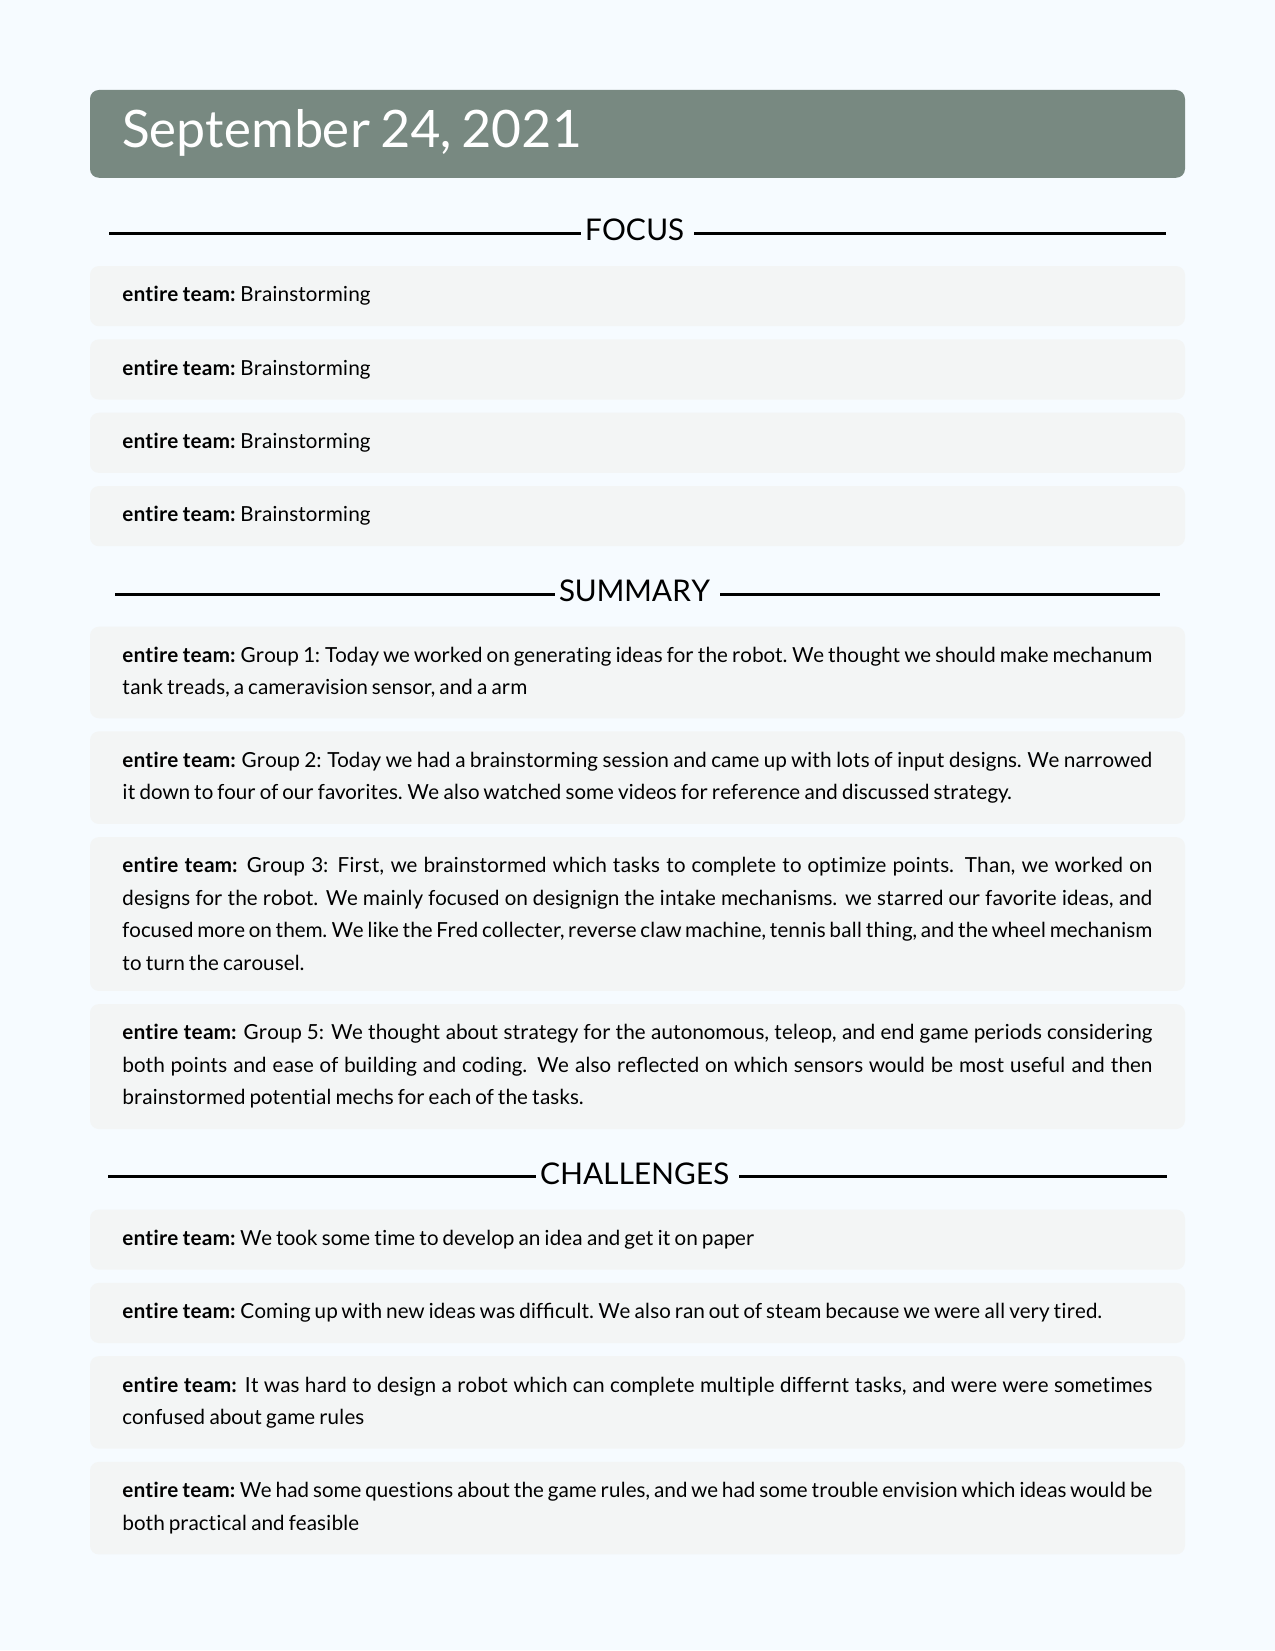 September 24, 2021
FOCUS
entire team: Brainstorming
entire team: Brainstorming
entire team: Brainstorming
entire team: Brainstorming
SUMMARY
entire team: Group 1: Today we worked on generating ideas for the robot. We thought we should make mechanum
tank treads, a cameravision sensor, and a arm
entire team: Group 2: Today we had a brainstorming session and came up with lots of input designs. We narrowed
it down to four of our favorites. We also watched some videos for reference and discussed strategy.
entire team: Group 3: First, we brainstormed which tasks to complete to optimize points. Than, we worked on
designs for the robot. We mainly focused on designign the intake mechanisms. we starred our favorite ideas, and
focused more on them. We like the Fred collecter, reverse claw machine, tennis ball thing, and the wheel mechanism
to turn the carousel.
entire team: Group 5: We thought about strategy for the autonomous, teleop, and end game periods considering
both points and ease of building and coding. We also reflected on which sensors would be most useful and then
brainstormed potential mechs for each of the tasks.
CHALLENGES
entire team: We took some time to develop an idea and get it on paper
entire team: Coming up with new ideas was difficult. We also ran out of steam because we were all very tired.
entire team: It was hard to design a robot which can complete multiple differnt tasks, and were were sometimes
confused about game rules
entire team: We had some questions about the game rules, and we had some trouble envision which ideas would be
both practical and feasible